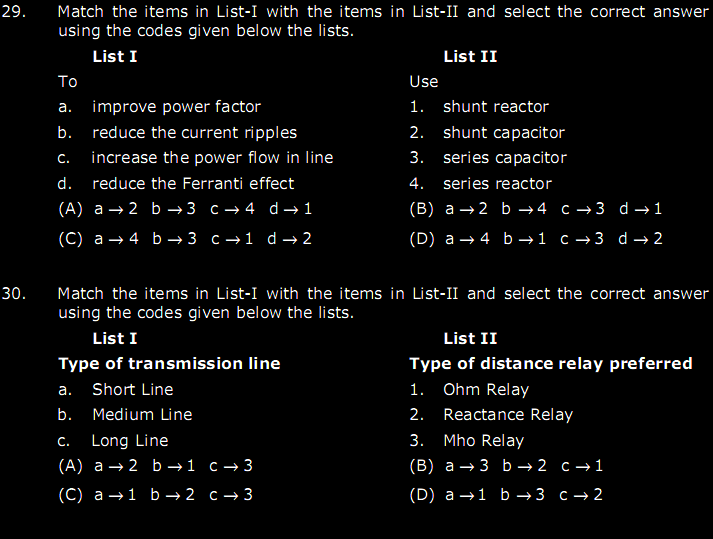 29. Match the items in List-I with the items in List-II and select the correct answer
using the codes given below the lists.
List I List II
To Use
a. improve power factor 1. shunt reactor
b. reduce the current ripples 2. shunt capacitor
c. increase the power flow in line 3. series capacitor
d. reduce the Ferranti effect 4. series reactor
(A) a → 2 b → 3 c → 4 d → 1 (B) a → 2 b → 4 c → 3 d → 1
(C) a → 4 b → 3 c → 1 d → 2 (D) a → 4 b → 1 c → 3 d → 2
30. Match the items in List-I with the items in List-II and select the correct answer
using the codes given below the lists.
List I List II
Type of transmission line Type of distance relay preferred
a. Short Line 1. Ohm Relay
b. Medium Line 2. Reactance Relay
c. Long Line 3. Mho Relay
(A) a → 2 b → 1 c → 3 (B) a → 3 b → 2 c → 1
(C) a → 1 b → 2 c → 3 (D) a → 1 b → 3 c → 2